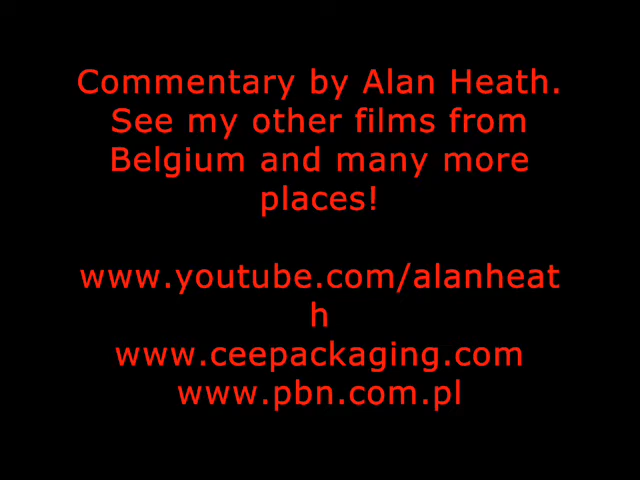 Commentary by Alan Heath.
See my other films from
Belgium and many more
places!
www.youtube.com/alanheat
h
www.ceepackaging.com
www.pbn.com.pl